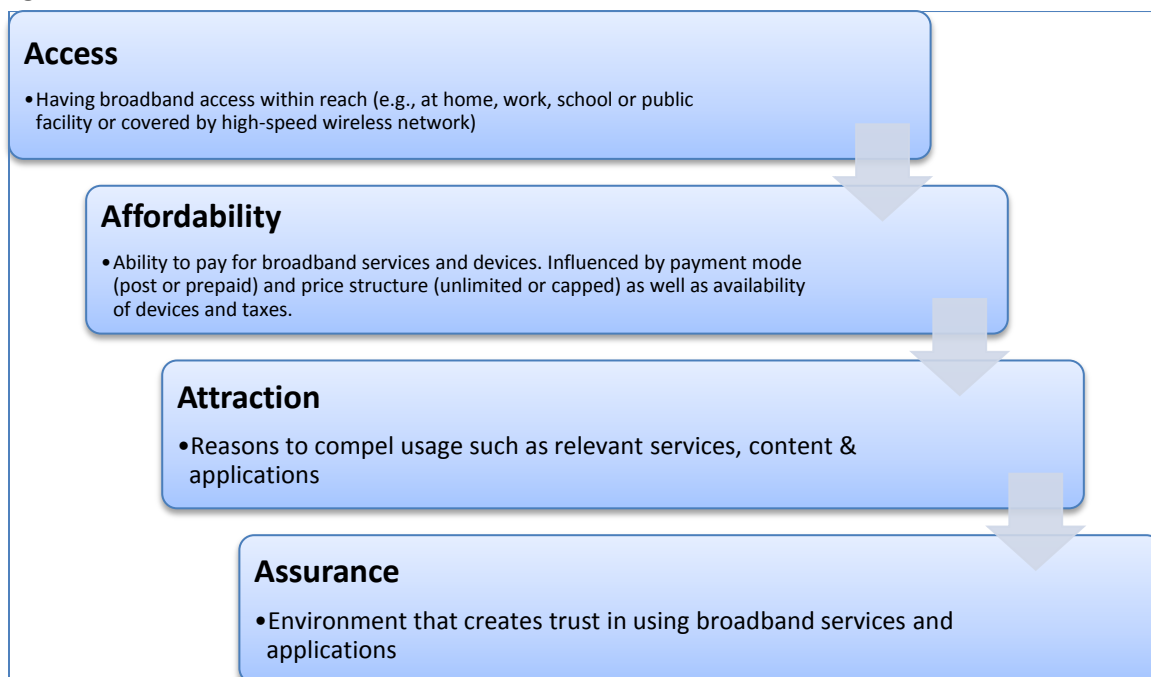 Access
•Having broadband access within reach (e.g., at home, work, school or public
facility or covered by high-speed wireless network)
Affordability
•Ability to pay for broadband services and devices. Influenced by payment mode
(post or prepaid) and price structure (unlimited or capped) as well as availability
of devices and taxes.
Attraction
•Reasons to compel usage such as relevant services, content &
applications
Assurance
•Environment that creates trust in using broadband services and
applications